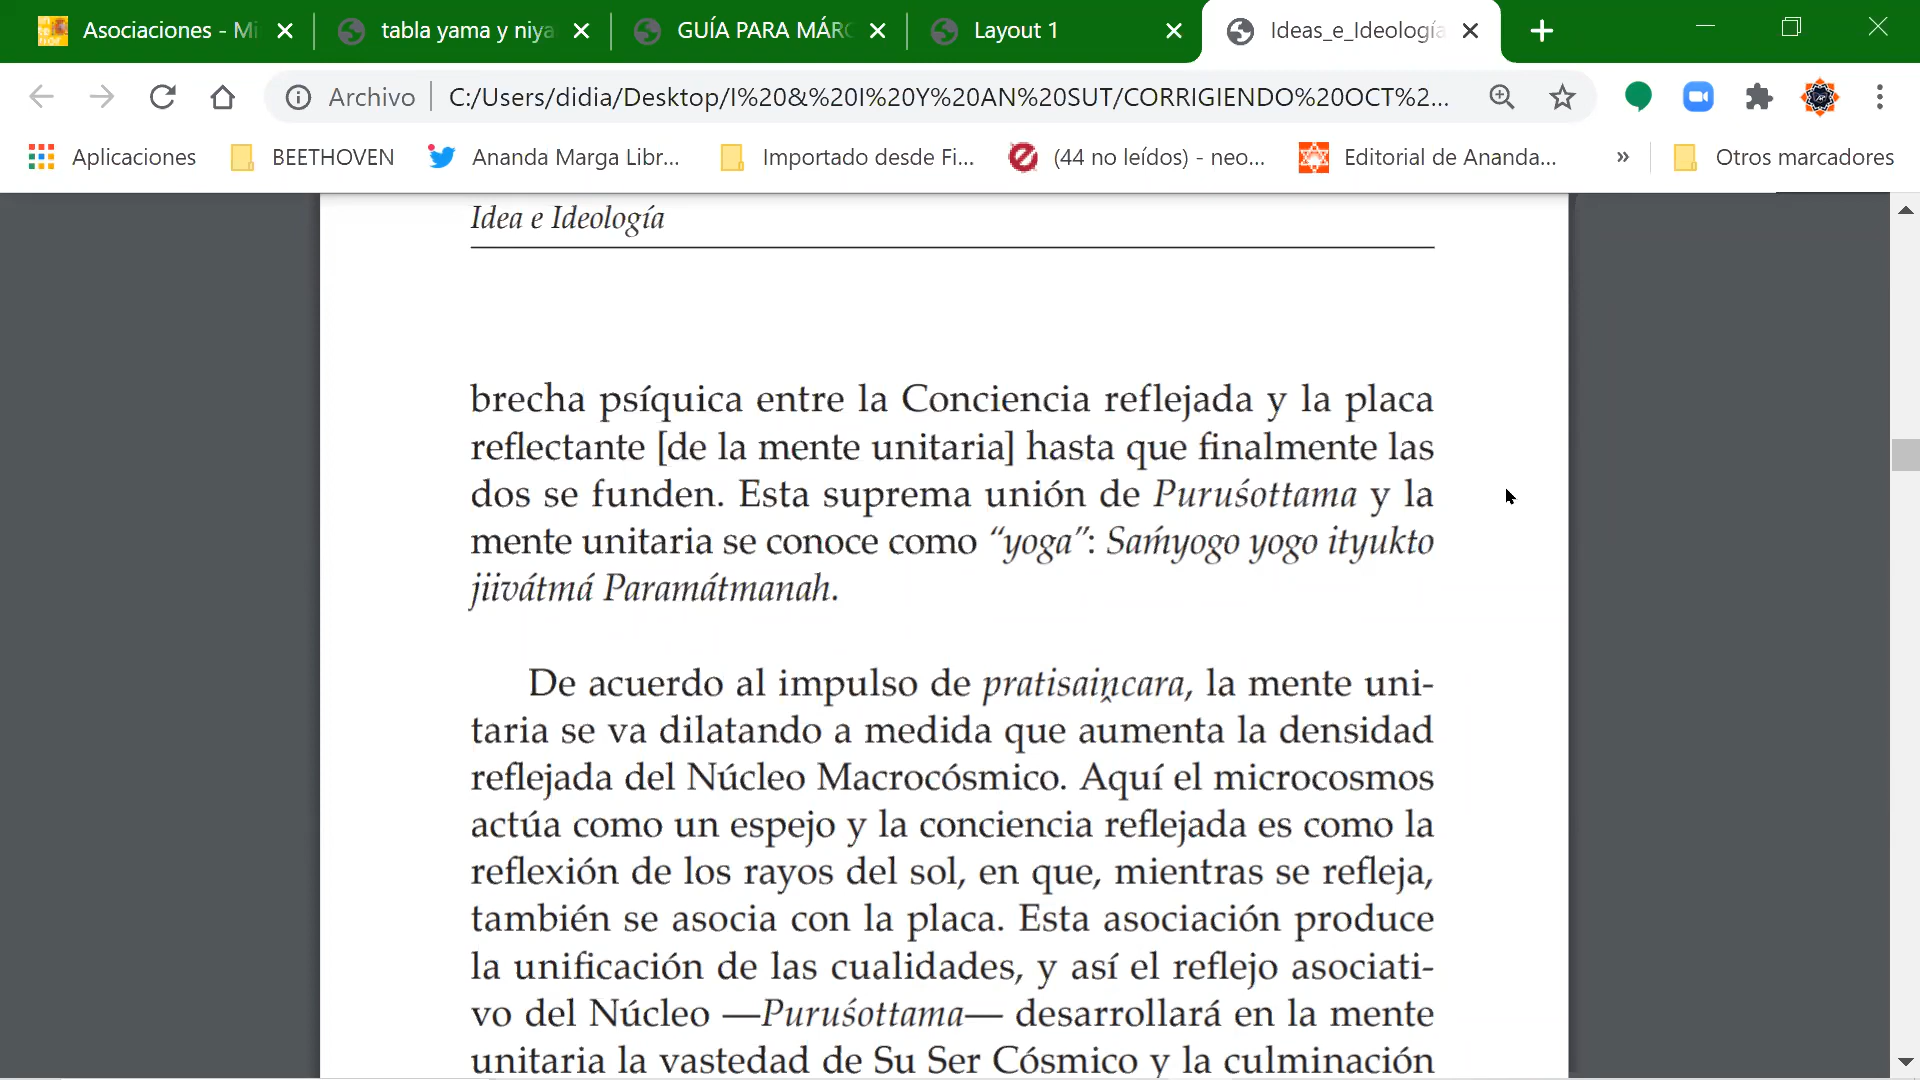 Asociaciones - Mi
tabla yama y niya
GUÍA PARA MÁRG
Layout 1
Ideas_e_Ideología
Archivo
C:/Users/didia/Desktop/I%20&%20I%20Y%20AN%20SUT/CORRIGIENDO%20OCT%2...
Aplicaciones
BEETHOVEN
Ananda Marga Libr...
Importado desde Fi...
(44 no leídos) - neo...
Editorial de Ananda...
»
Otros marcadores
Idea e Ideología
brecha psíquica entre la Conciencia reflejada y la placa
reflectante [de la mente unitaria] hasta que finalmente las
dos se funden. Esta suprema unión de Puruśottama y la
mente unitaria se conoce como “yoga”: Saḿyogo yogo ityukto
jiivátmá Paramátmanah.
De acuerdo al impulso de pratisaiṋcara, la mente uni-
taria se va dilatando a medida que aumenta la densidad
reflejada del Núcleo Macrocósmico. Aquí el microcosmos
actúa como un espejo y la conciencia reflejada es como la
reflexión de los rayos del sol, en que, mientras se refleja,
también se asocia con la placa. Esta asociación produce
la unificación de las cualidades, y así el reflejo asociati-
vo del Núcleo —Puruśottama— desarrollará en la mente
unitaria la vastedad de Su Ser Cósmico y la culminación